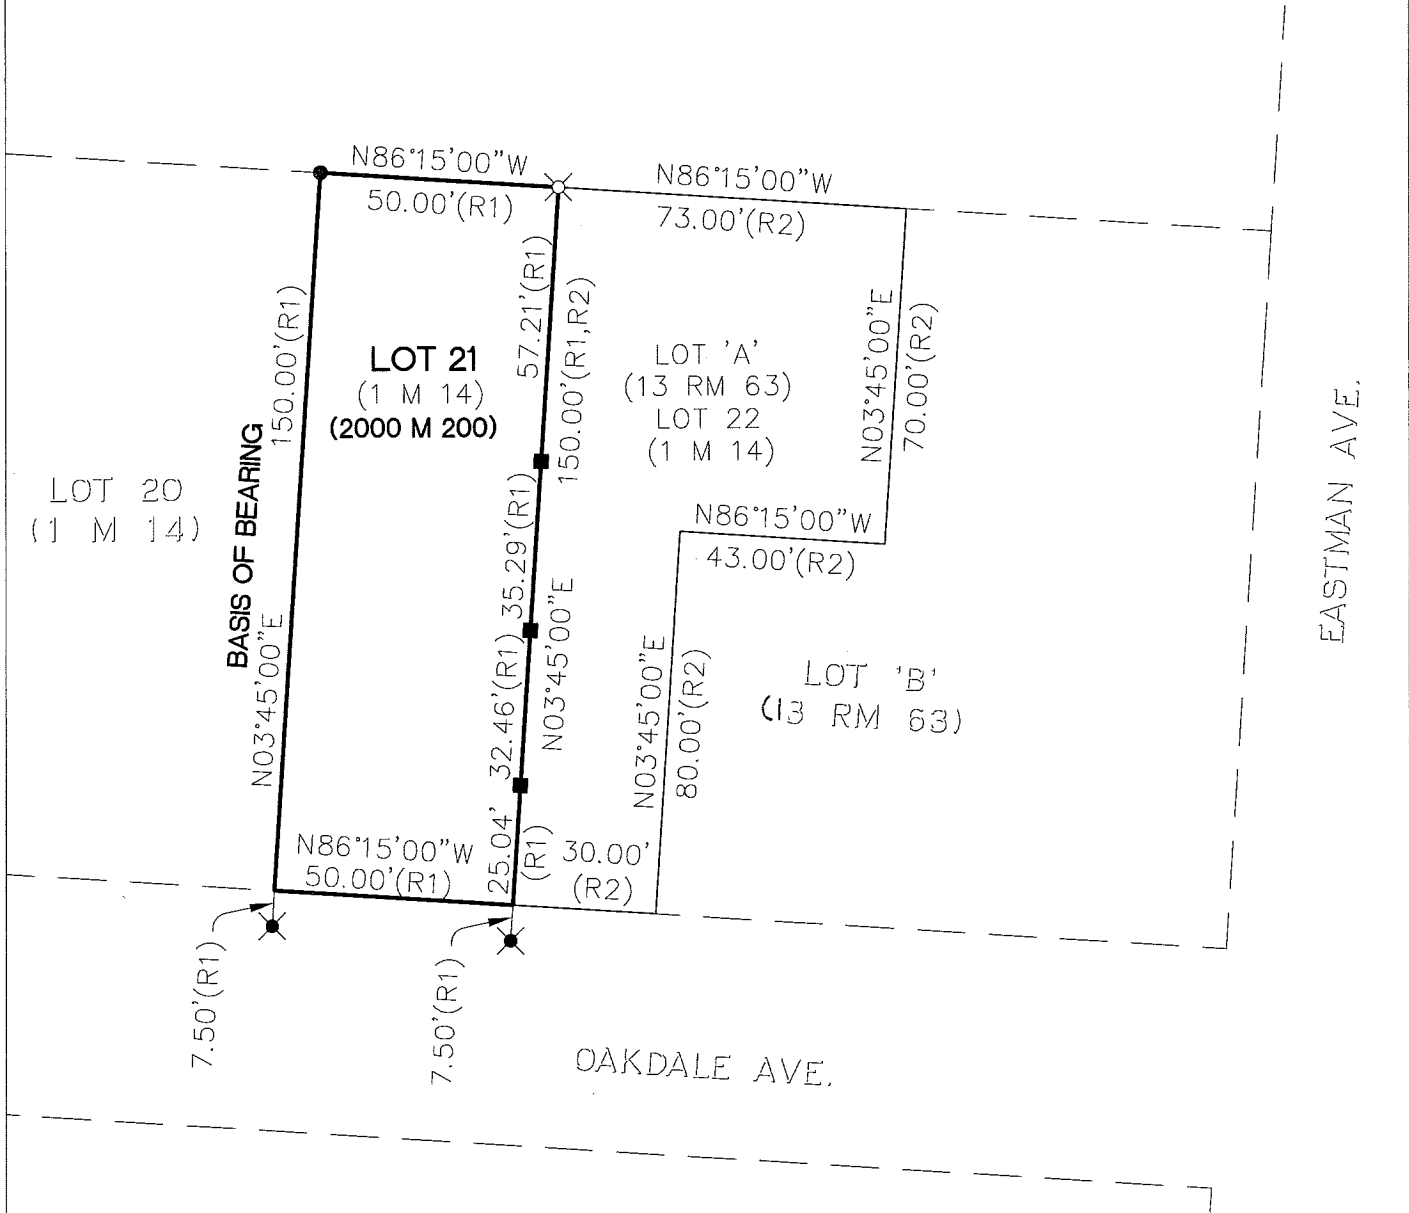 N86°15'00"W
50.00'(R1)
N86°15'00"W
73.00'(R2)
150.00'(R1)
BASIS OF BEARING
N03°45'00"E
LOT 21
(1 M 14)
(2000 M 200)
57.21'(R1)
150.00'(R1,R2)
35.29'(R1)
32.46'(R1)
N03°45'00"E
25.04'
(R1)
LOT 'A'
(13 RM 63)
LOT 22
(1 M 14)
N03°45'00"E
70.00'(R2)
N86°15'00"W
43.00'(R2)
N03°45'00"E
80.00'(R2)
LOT 20
(1 M 14)
LOT 'B'
(13 RM 63)
EASTMAN AVE.
N86°15'00"W
50.00'(R1)
30.00'
(R2)
7.50'(R1)
7.50'(R1)
OAKDALE AVE.